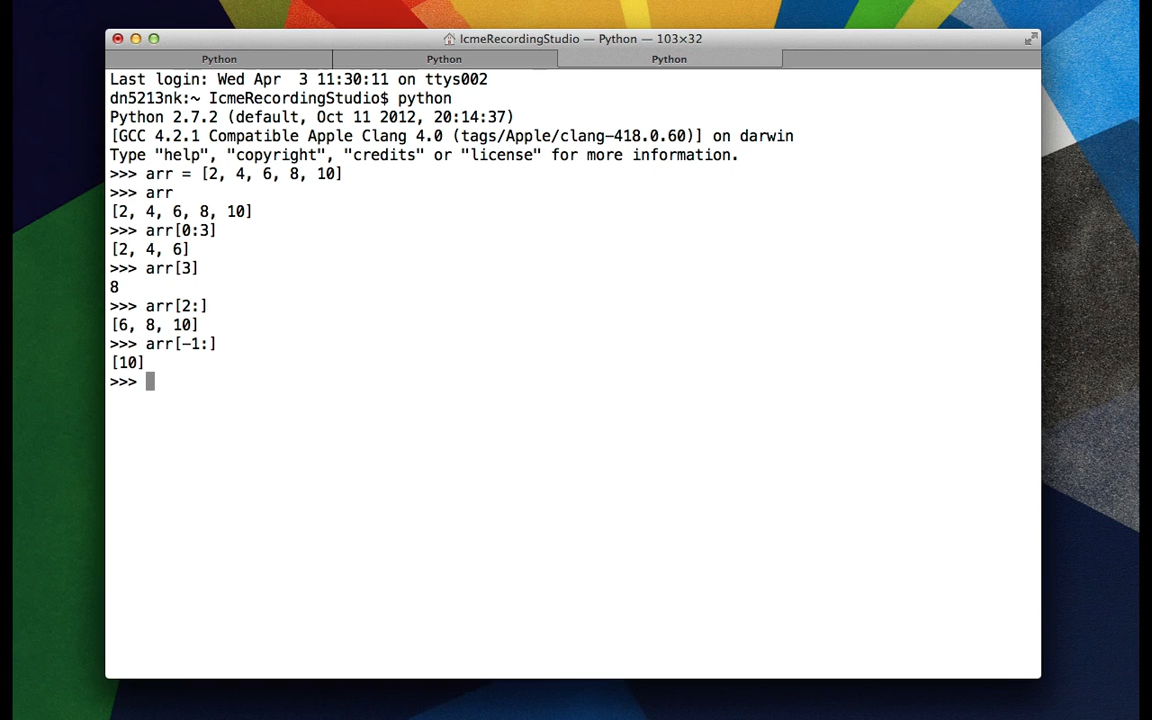 IcmeRecordingStudio — Python — 103×32
Python Python Python
Last login: Wed Apr  3 11:30:11 on ttys002
dn5213nk:~ IcmeRecordingStudio$ python
Python 2.7.2 (default, Oct 11 2012, 20:14:37)
[GCC 4.2.1 Compatible Apple Clang 4.0 (tags/Apple/clang-418.0.60)] on darwin
Type "help", "copyright", "credits" or "license" for more information.
>>> arr = [2, 4, 6, 8, 10]
>>> arr
[2, 4, 6, 8, 10]
>>> arr[0:3]
[2, 4, 6]
>>> arr[3]
8
>>> arr[2:]
[6, 8, 10]
>>> arr[-1:]
[10]
>>>